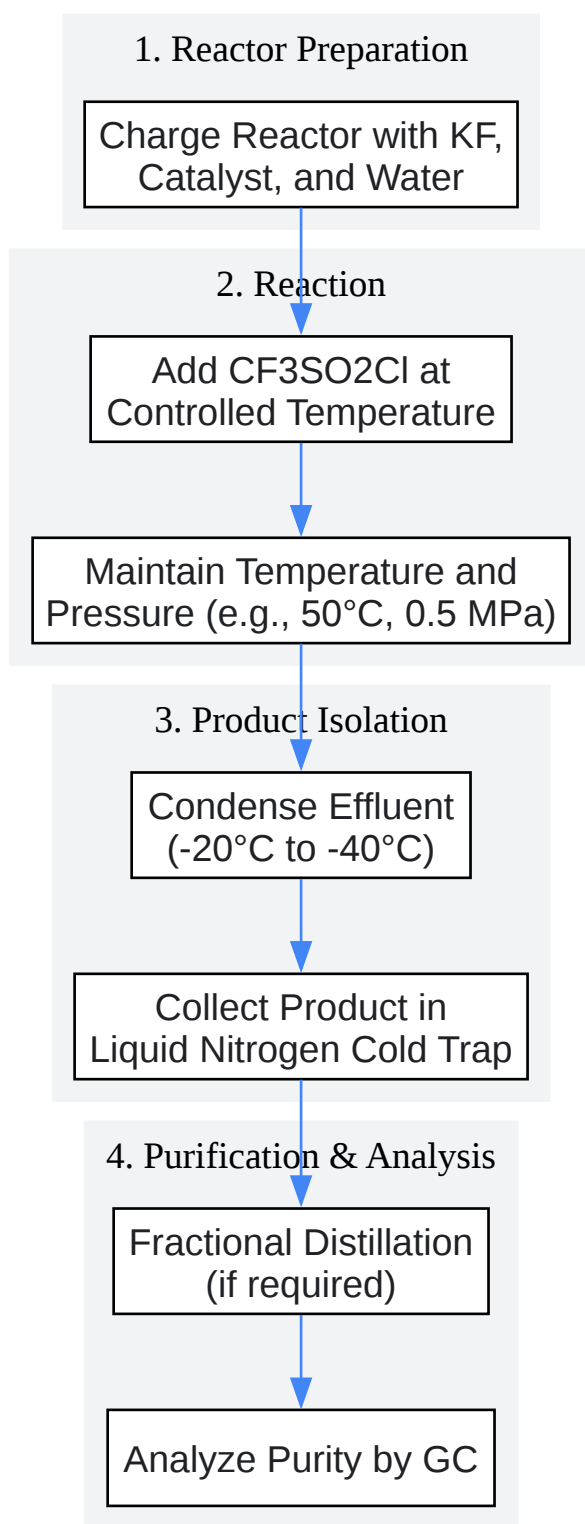 1. Reactor Preparation
Charge Reactor with KF,
Catalyst, and Water
2. Reaction
Add CF3SO2Cl at
Controlled Temperature
Maintain Temperature and
Pressure (e.g., 50°C, 0.5 MPa)
3. Product Isolation
Condense Effluent
(-20°C to -40°C)
Collect Product in
Liquid Nitrogen Cold Trap
4. Purification & Analysis
Fractional Distillation
(if required)
Analyze Purity by GC